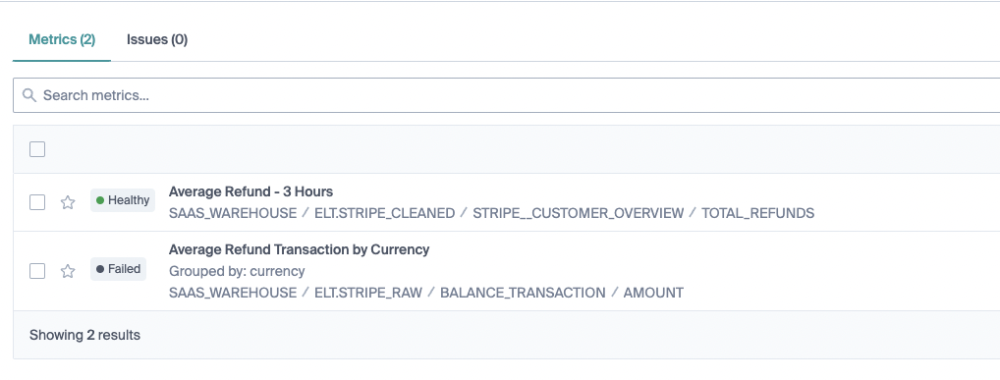 Metrics (2) Issues (0)
Search metrics...
Healthy
Average Refund - 3 Hours
SAAS_WAREHOUSE / ELT.STRIPE_CLEANED / STRIPE__CUSTOMER_OVERVIEW / TOTAL_REFUNDS
Failed
Average Refund Transaction by Currency
Grouped by: currency
SAAS_WAREHOUSE / ELT.STRIPE_RAW / BALANCE_TRANSACTION / AMOUNT
Showing 2 results